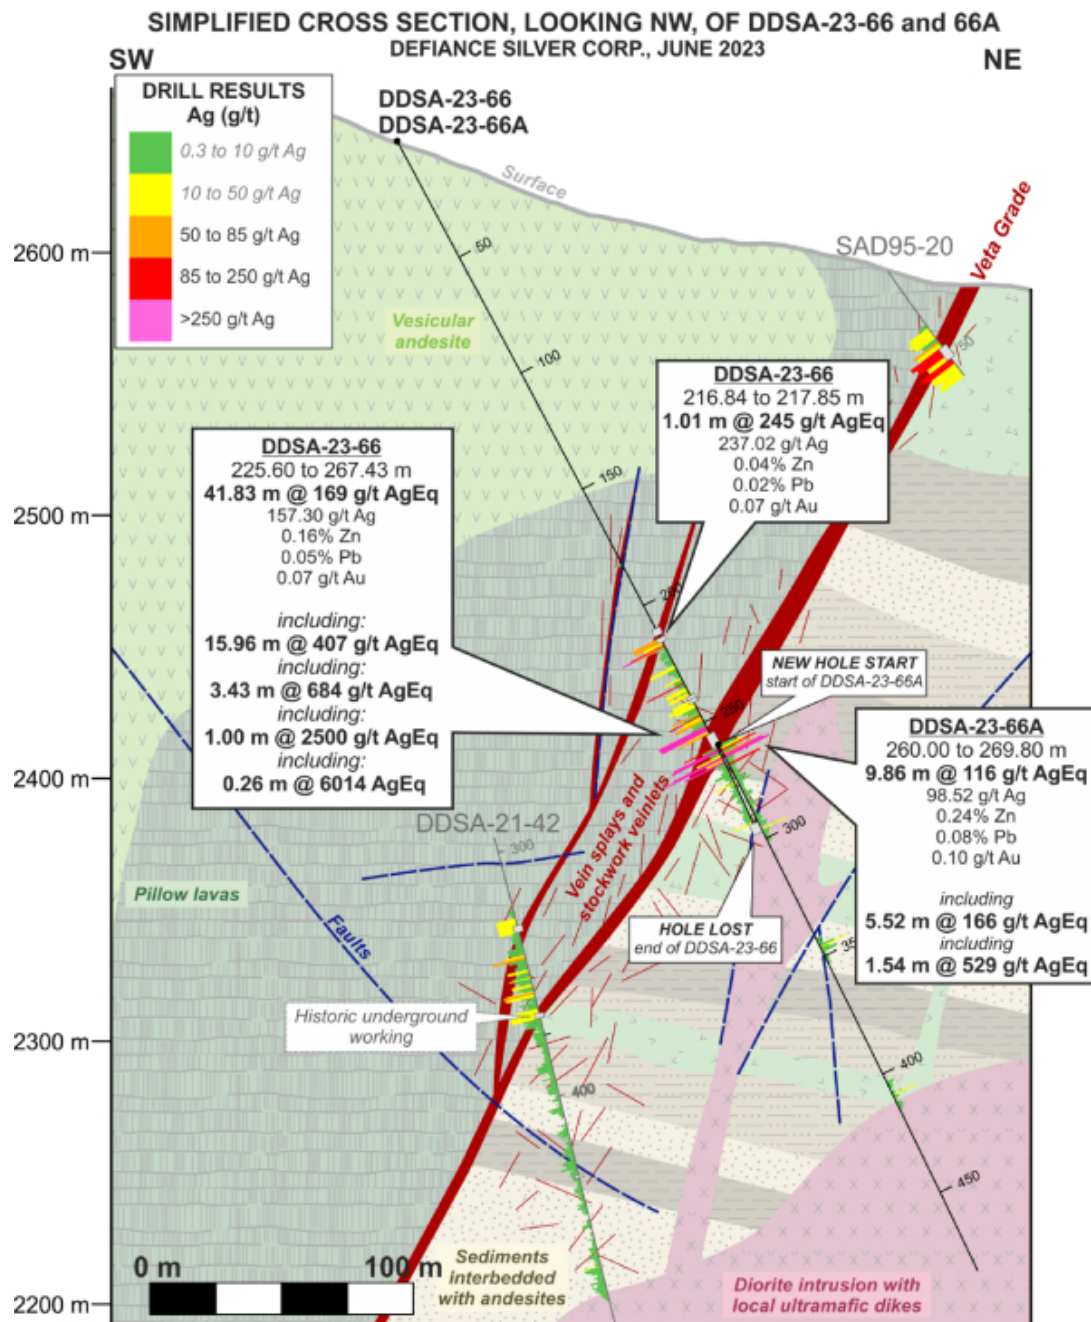 SIMPLIFIED CROSS SECTION, LOOKING NW, OF DDSA-23-66 and 66A
DEFIANCE SILVER CORP., JUNE 2023
SW
NE
DRILL RESULTS
Ag (g/t)
0.3 to 10 g/t Ag
10 to 50 g/t Ag
50 to 85 g/t Ag
85 to 250 g/t Ag
>250 g/t Ag
DDSA-23-66
DDSA-23-66A
Surface
SAD95-20
Veta Grade
2600 m
2500 m
2400 m
2300 m
2200 m
50
100
150
200
250
300
35
400
450
50
Vesicular
andesite
DDSA-23-66
216.84 to 217.85 m
1.01 m @ 245 g/t AgEq
237.02 g/t Ag
0.04% Zn
0.02% Pb
0.07 g/t Au
DDSA-23-66
225.60 to 267.43 m
41.83 m @ 169 g/t AgEq
157.30 g/t Ag
0.16% Zn
0.05% Pb
0.07 g/t Au
including:
15.96 m @ 407 g/t AgEq
including:
3.43 m @ 684 g/t AgEq
including:
1.00 m @ 2500 g/t AgEq
including:
0.26 m @ 6014 AgEq
NEW HOLE START
start of DDSA-23-66A
DDSA-23-66A
260.00 to 269.80 m
9.86 m @ 116 g/t AgEq
98.52 g/t Ag
0.24% Zn
0.08% Pb
0.10 g/t Au
including
5.52 m @ 166 g/t AgEq
including
1.54 m @ 529 g/t AgEq
DDSA-21-42
300
400
Vein splays and
stockwork veinlets
Pillow lavas
Faults
HOLE LOST
end of DDSA-23-66
Historic underground
working
0 m
100 m
Sediments
interbedded
with andesites
Diorite intrusion with
local ultramafic dikes